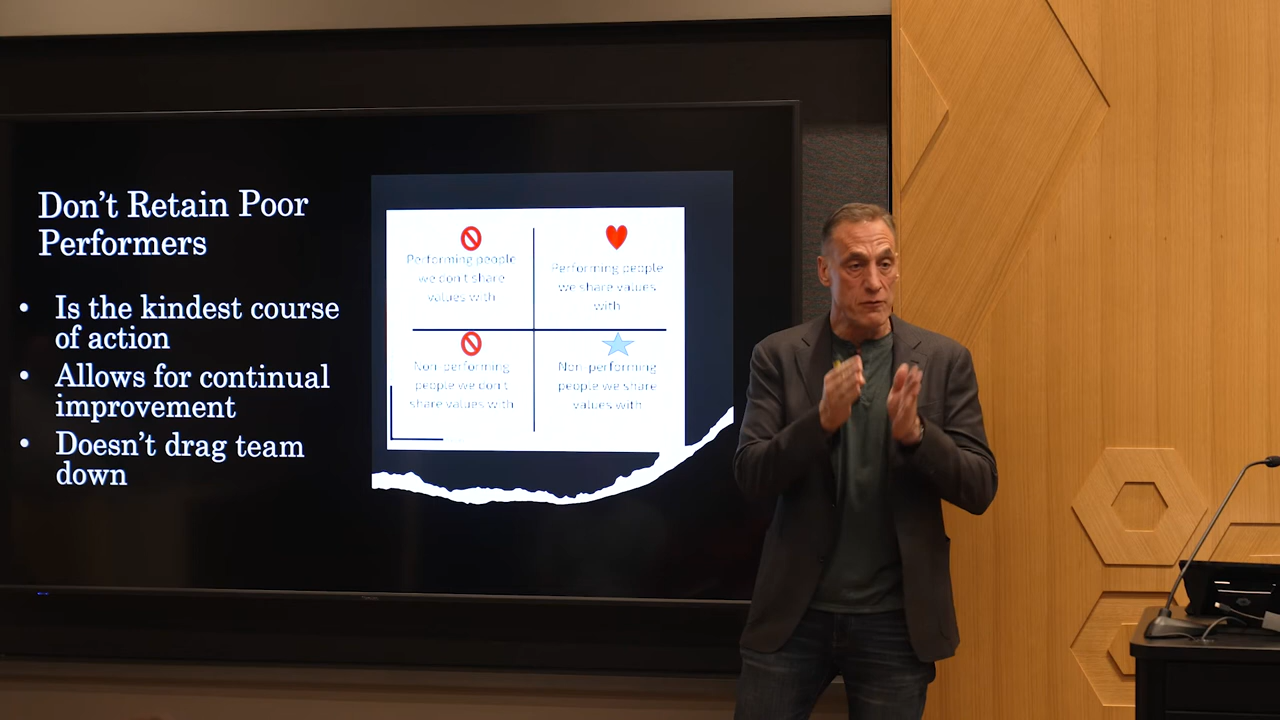 Don't Retain Poor
Performers
• Is the kindest course
of action
• Allows for continual
improvement
• Doesn't drag team
down
Performing people
we don't share
values with
Performing people
we share values
with
Non-performing
people we don't
share values with
Non-performing
people we share
values with